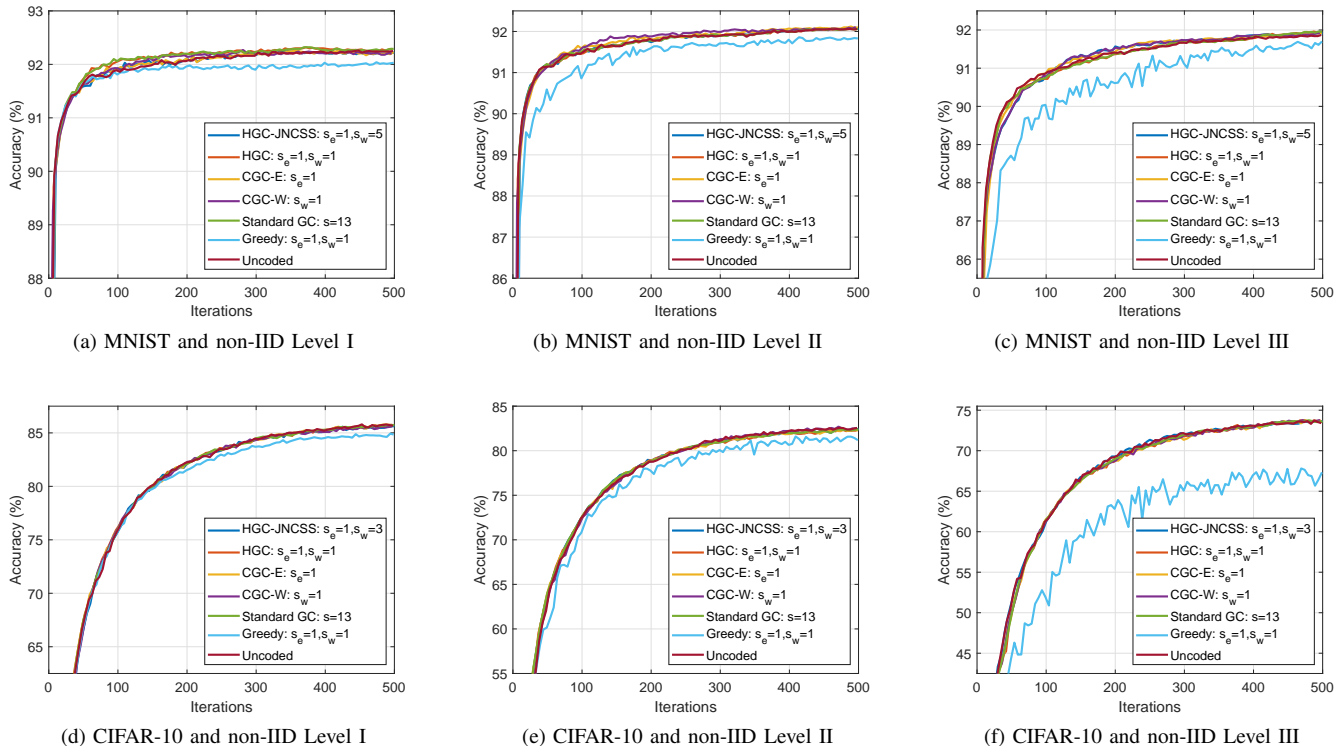 93
92
91
90
89
88
Accuracy (%)
0 100 200 300 400 500
Iterations
HGC-JNCSS: s_e=1,s_w=5
HGC: s_e=1,s_w=1
CGC-E: s_e=1
CGC-W: s_w=1
Standard GC: s=13
Greedy: s_e=1,s_w=1
Uncoded
(a) MNIST and non-IID Level I
92
91
90
89
88
87
86
Accuracy (%)
0 100 200 300 400 500
Iterations
HGC-JNCSS: s_e=1,s_w=5
HGC: s_e=1,s_w=1
CGC-E: s_e=1
CGC-W: s_w=1
Standard GC: s=13
Greedy: s_e=1,s_w=1
Uncoded
(b) MNIST and non-IID Level II
92
91
90
89
88
87
86
Accuracy (%)
0 100 200 300 400 500
Iterations
HGC-JNCSS: s_e=1,s_w=5
HGC: s_e=1,s_w=1
CGC-E: s_e=1
CGC-W: s_w=1
Standard GC: s=13
Greedy: s_e=1,s_w=1
Uncoded
(c) MNIST and non-IID Level III
85
80
75
70
65
Accuracy (%)
0 100 200 300 400 500
Iterations
HGC-JNCSS: s_e=1,s_w=3
HGC: s_e=1,s_w=1
CGC-E: s_e=1
CGC-W: s_w=1
Standard GC: s=13
Greedy: s_e=1,s_w=1
Uncoded
(d) CIFAR-10 and non-IID Level I
85
80
75
70
65
60
55
Accuracy (%)
0 100 200 300 400 500
Iterations
HGC-JNCSS: s_e=1,s_w=3
HGC: s_e=1,s_w=1
CGC-E: s_e=1
CGC-W: s_w=1
Standard GC: s=13
Greedy: s_e=1,s_w=1
Uncoded
(e) CIFAR-10 and non-IID Level II
75
70
65
60
55
50
45
Accuracy (%)
0 100 200 300 400 500
Iterations
HGC-JNCSS: s_e=1,s_w=3
HGC: s_e=1,s_w=1
CGC-E: s_e=1
CGC-W: s_w=1
Standard GC: s=13
Greedy: s_e=1,s_w=1
Uncoded
(f) CIFAR-10 and non-IID Level III